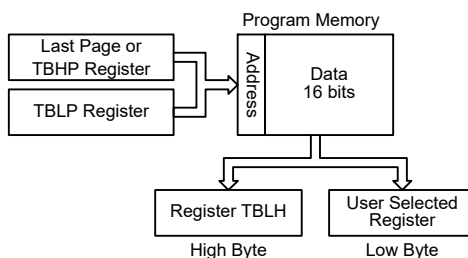 Program Memory
Last Page or
TBHP Register
TBLP Register
Address
Data
16 bits
Register TBLH
User Selected
Register
High Byte
Low Byte